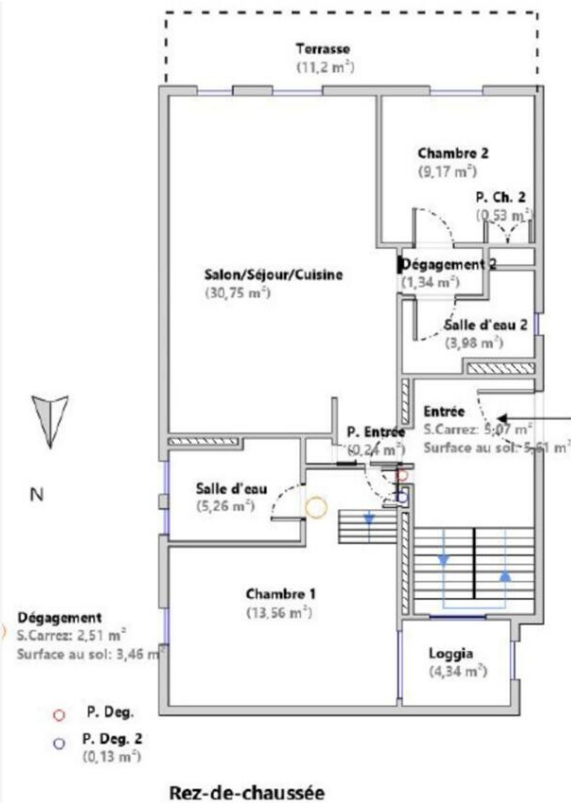 Terrasse
(11,2 m²)
Chambre 2
(9,17 m²)
P. Ch. 2
(0,53 m²)
Dégagement 2
(1,34 m²)
Salon/Séjour/Cuisine
(30,75 m²)
Salle d'eau 2
(3,98 m²)
Entrée
S.Carrez: 5,07 m²
Surface au sol: 5,61 m²
P. Entrée
(0,24 m²)
Salle d'eau
(5,26 m²)
N
Chambre 1
(13,56 m²)
Dégagement
S.Carrez: 2,51 m²
Surface au sol: 3,46 m²
Loggia
(4,34 m²)
P. Deg.
P. Deg. 2
(0,13 m²)
Rez-de-chaussée